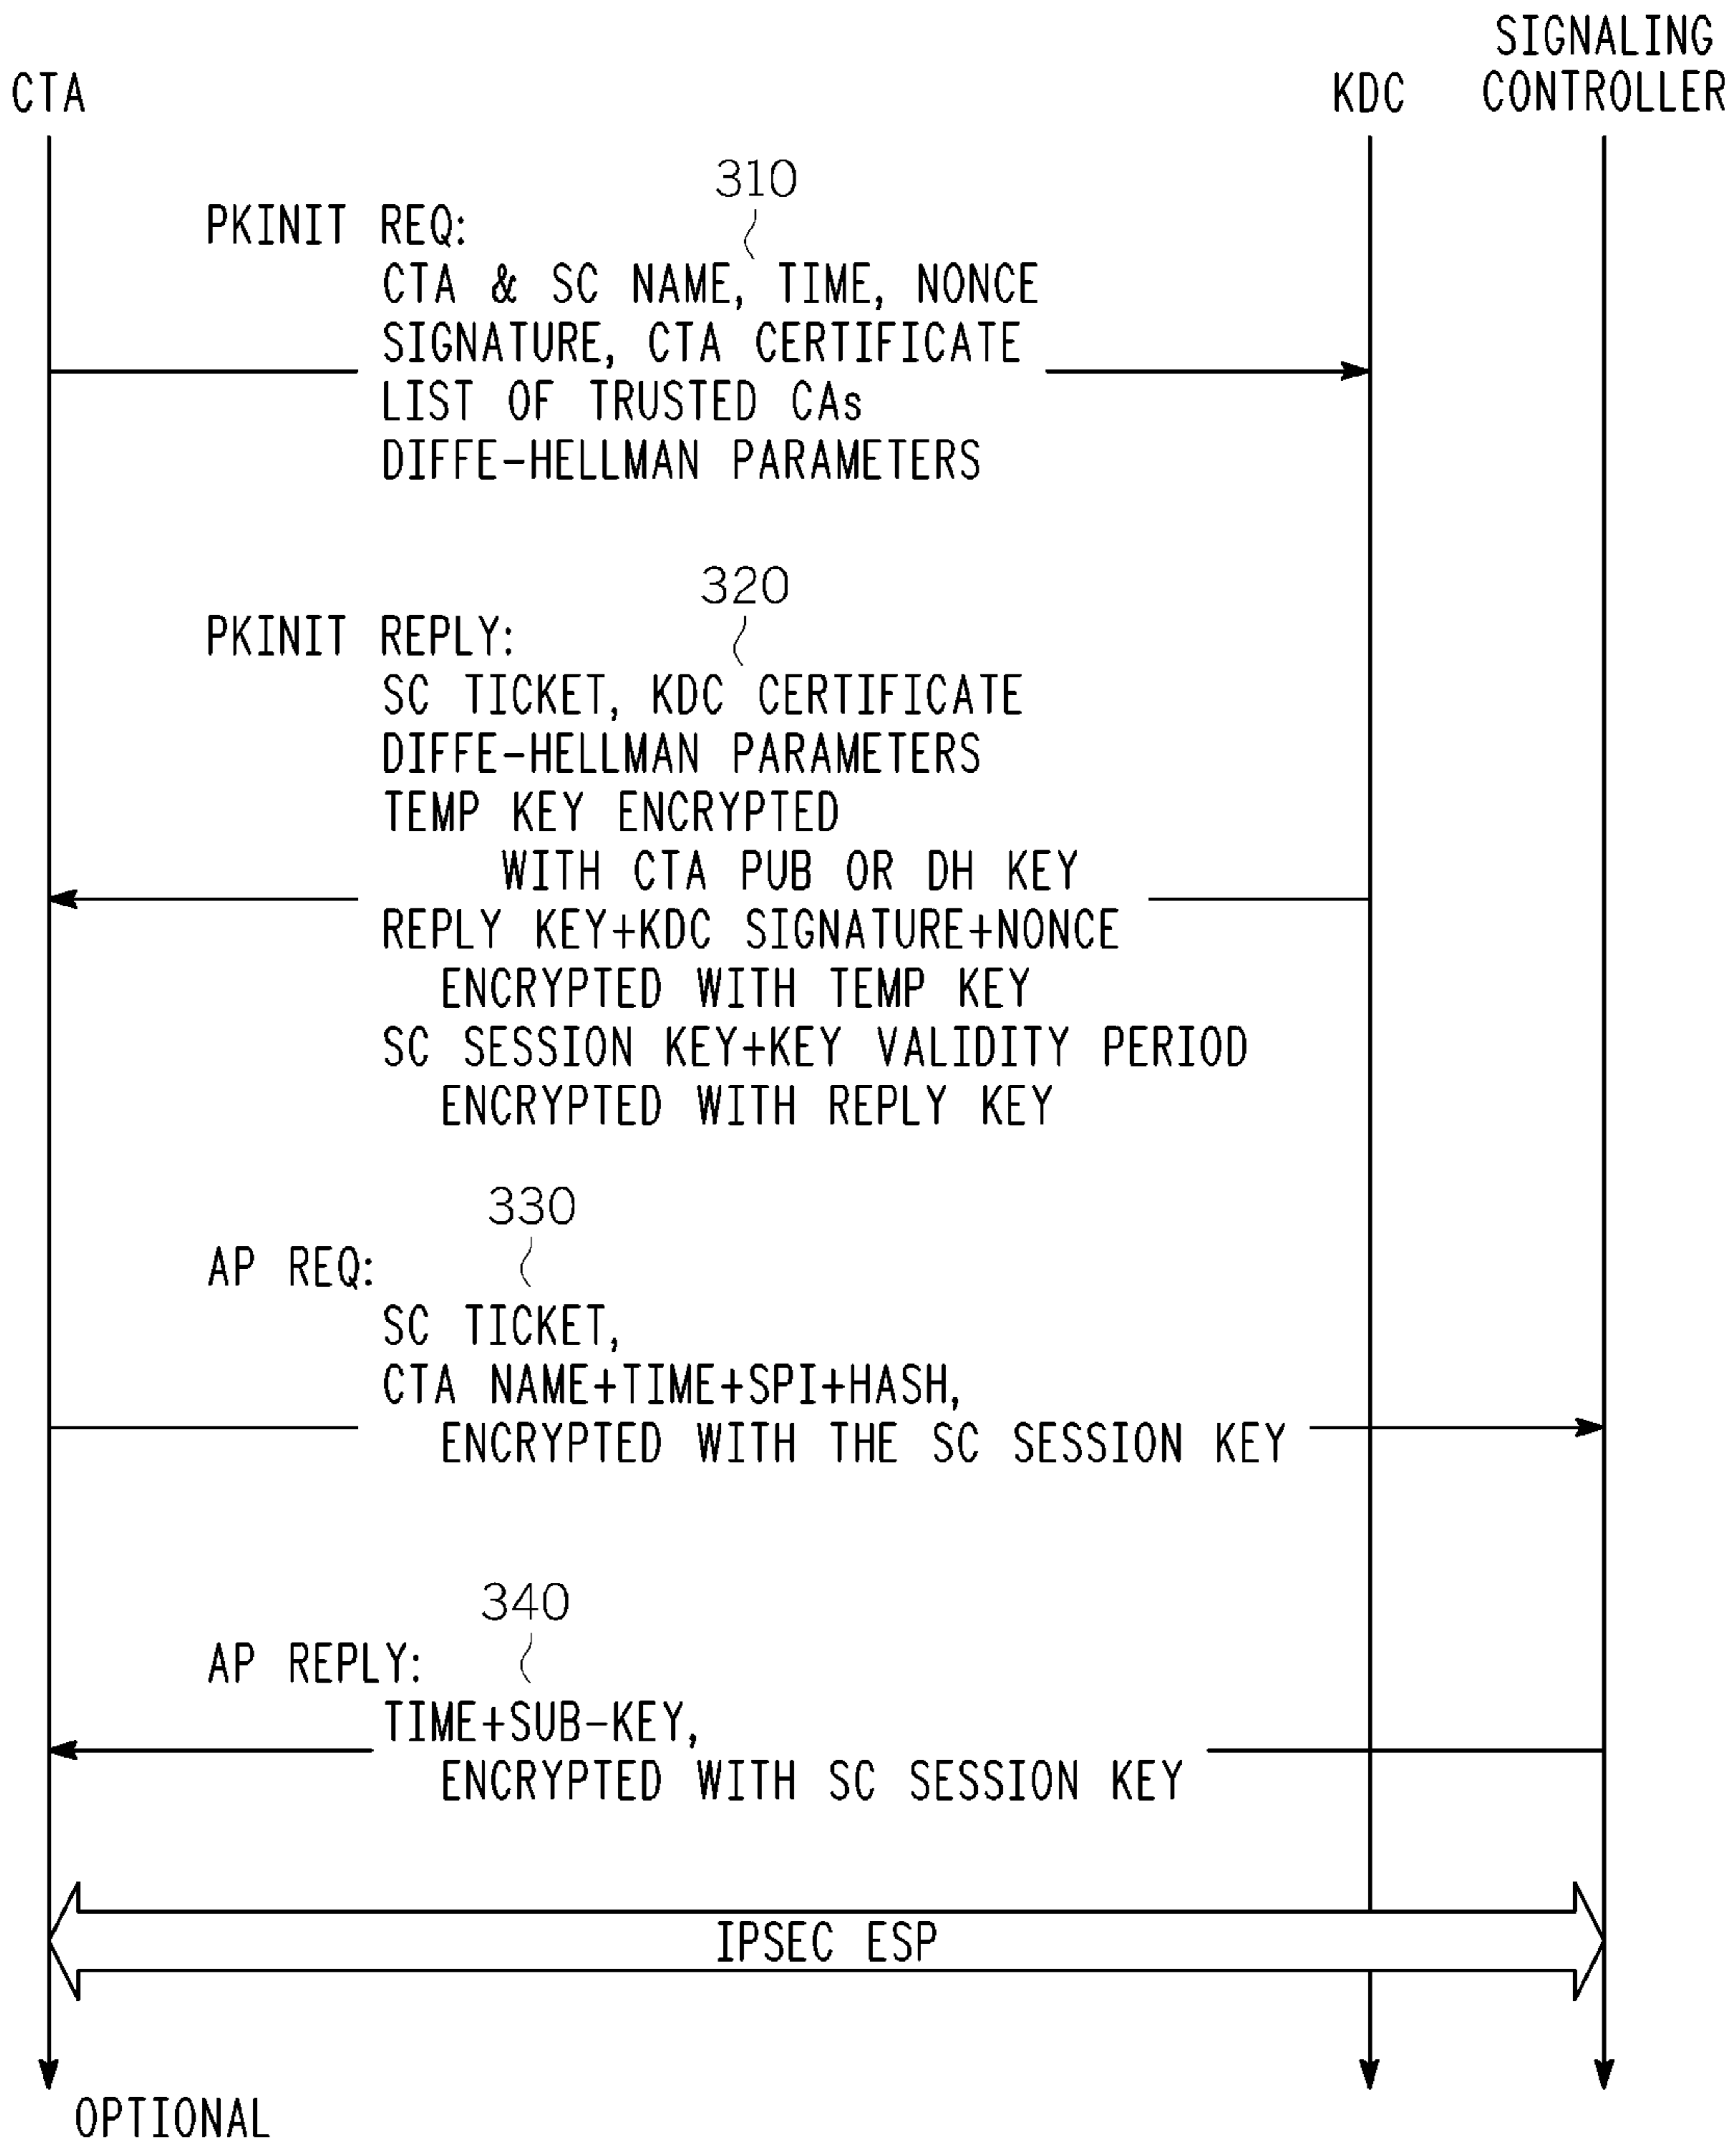 SIGNALING
CTA KDC CONTROLLER
310
PKINIT REQ:
CTA & SC NAME, TIME, NONCE
SIGNATURE, CTA CERTIFICATE
LIST OF TRUSTED CAs
DIFFE-HELLMAN PARAMETERS
320
PKINIT REPLY:
SC TICKET, KDC CERTIFICATE
DIFFE-HELLMAN PARAMETERS
TEMP KEY ENCRYPTED
WITH CTA PUB OR DH KEY
REPLY KEY+KDC SIGNATURE+NONCE
ENCRYPTED WITH TEMP KEY
SC SESSION KEY+KEY VALIDITY PERIOD
ENCRYPTED WITH REPLY KEY
330
AP REQ:
SC TICKET,
CTA NAME+TIME+SPI+HASH,
ENCRYPTED WITH THE SC SESSION KEY
340
AP REPLY:
TIME+SUB-KEY,
ENCRYPTED WITH SC SESSION KEY
IPSEC ESP
OPTIONAL